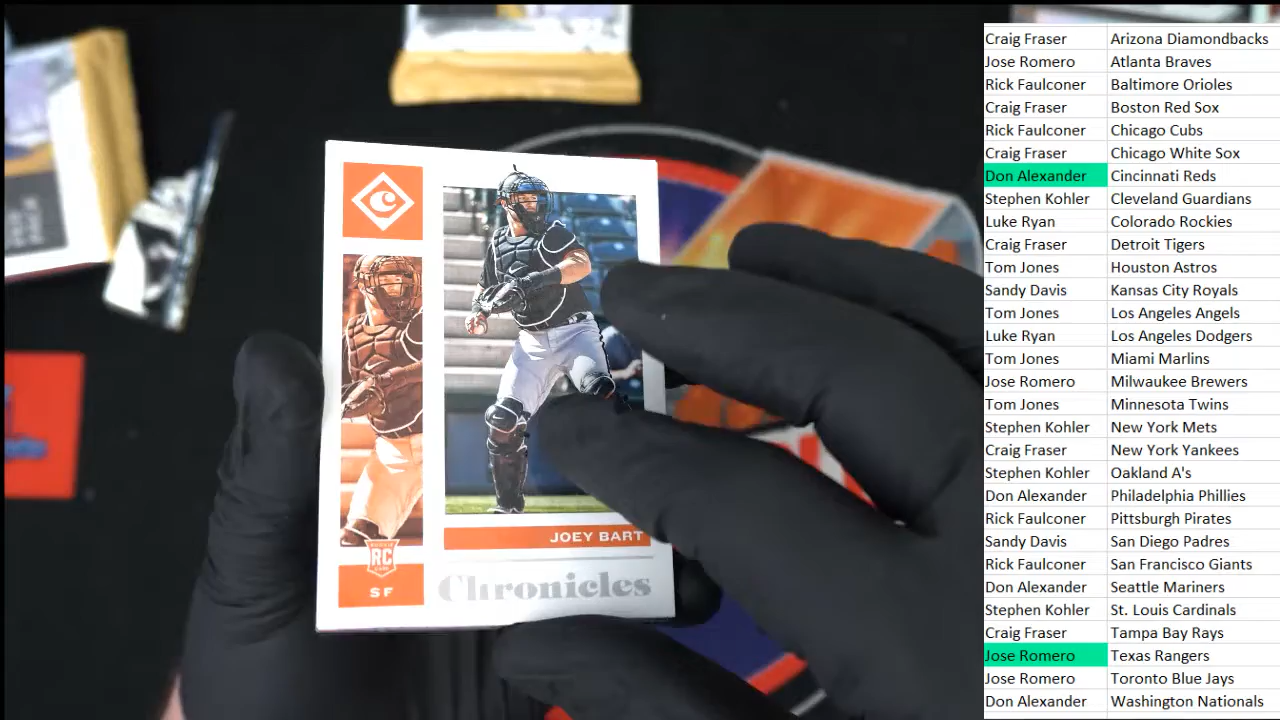 JOEY BART
ROOKIE
RC
SF
Chronicles
Craig Fraser Arizona Diamondbacks
Jose Romero Atlanta Braves
Rick Faulconer Baltimore Orioles
Craig Fraser Boston Red Sox
Rick Faulconer Chicago Cubs
Craig Fraser Chicago White Sox
Don Alexander Cincinnati Reds
Stephen Kohler Cleveland Guardians
Luke Ryan Colorado Rockies
Craig Fraser Detroit Tigers
Tom Jones Houston Astros
Sandy Davis Kansas City Royals
Tom Jones Los Angeles Angels
Luke Ryan Los Angeles Dodgers
Tom Jones Miami Marlins
Jose Romero Milwaukee Brewers
Tom Jones Minnesota Twins
Stephen Kohler New York Mets
Craig Fraser New York Yankees
Stephen Kohler Oakland A's
Don Alexander Philadelphia Phillies
Rick Faulconer Pittsburgh Pirates
Sandy Davis San Diego Padres
Rick Faulconer San Francisco Giants
Don Alexander Seattle Mariners
Stephen Kohler St. Louis Cardinals
Craig Fraser Tampa Bay Rays
Jose Romero Texas Rangers
Jose Romero Toronto Blue Jays
Don Alexander Washington Nationals